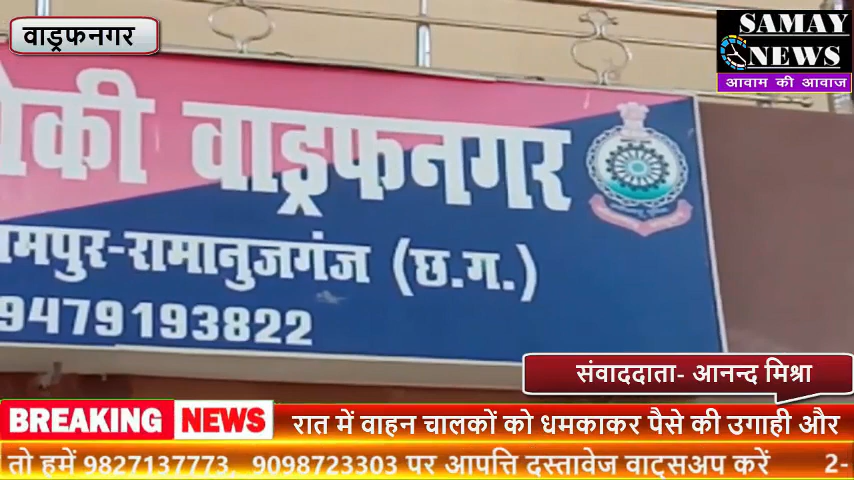 वाड्रफनगर
SAMAY
NEWS
आवाम की आवाज
की वाड्रफनगर
मपुर-रामानुजगंज (छ.ग.)
9479193822
संवाददाता- आनन्द मिश्रा
BREAKING NEWS रात में वाहन चालकों को धमकाकर पैसे की उगाही और
तो हमें 9827137773, 9098723303 पर आपत्ति दस्तावेज वाट्सअप करें 2-